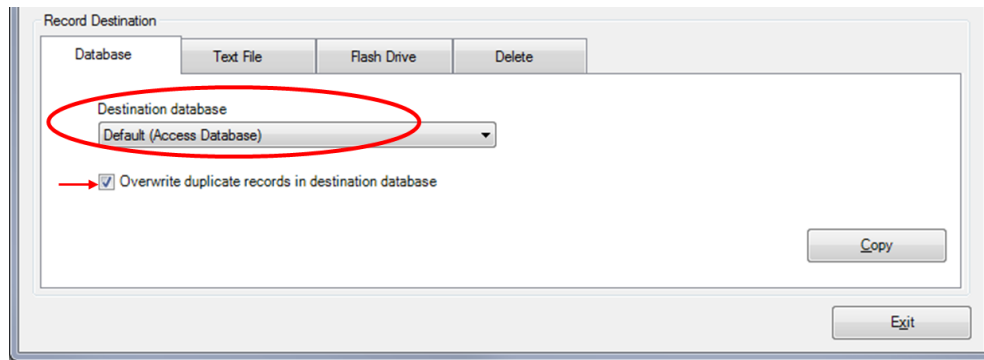 Record Destination
Database Text File Flash Drive Delete
Destination database
Default (Access Database)
Overwrite duplicate records in destination database
Copy
Exit